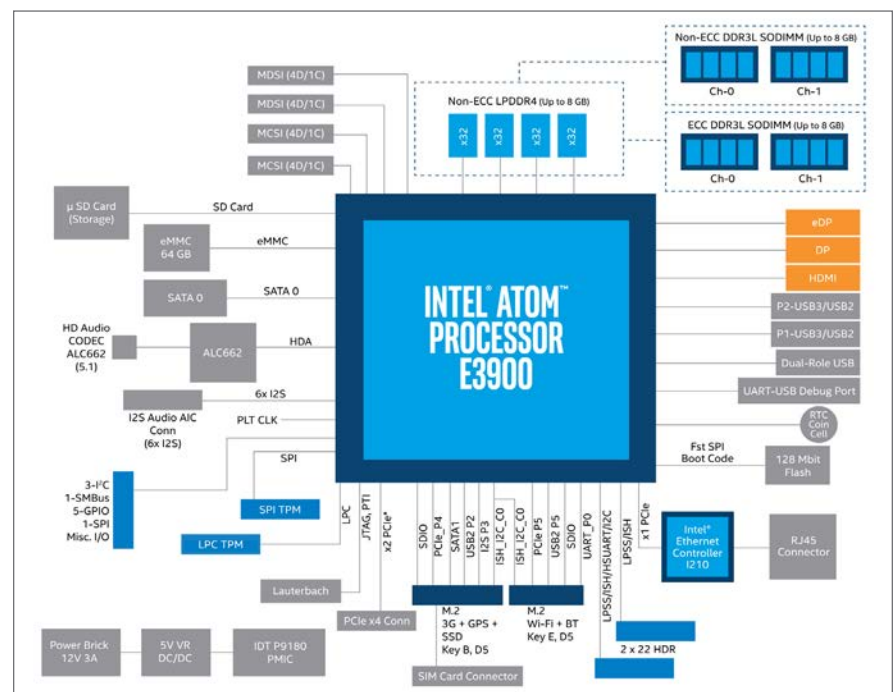 Non-ECC DDR3L SODIMM (Up to 8 GB)
Ch-0
Ch-1
ECC DDR3L SODIMM (Up to 8 GB)
Ch-0
Ch-1
Non-ECC LPDDR4 (Up to 8 GB)
x32
x32
x32
x32
MDSI (4D/1C)
MDSI (4D/1C)
MCSI (4D/1C)
MCSI (4D/1C)
µ SD Card
(Storage)
SD Card
eMMC
64 GB
eMMC
SATA 0
SATA 0
HD Audio
CODEC
ALC662
(5.1)
ALC662
HDA
6x I2S
I2S Audio AIC
Conn
(6x I2S)
PLT CLK
SPI
3-I²C
1-SMBus
5-GPIO
1-SPI
Misc. I/O
SPI TPM
LPC TPM
INTEL® ATOM™
PROCESSOR
E3900
eDP
DP
HDMI
P2-USB3/USB2
P1-USB3/USB2
Dual-Role USB
UART-USB Debug Port
RTC
Coin
Cell
Fst SPI
Boot Code
128 Mbit
Flash
LPC
JTAG, PTI
x2 PCIe*
SDIO
PCIe_P4
SATA1
USB2 P2
I2S P3
ISH_I2C_C0
ISH_I2C_C0
PCIe P5
USB2 P5
SDIO
UART_P0
LPSS/ISH/HSUART/I2C
LPSS/ISH
x1 PCIe
Intel®
Ethernet
Controller
I210
RJ45
Connector
Lauterbach
PCIe x4 Conn
M.2
3G + GPS +
SSD
Key B, D5
M.2
Wi-Fi + BT
Key E, D5
2 x 22 HDR
SIM Card Connector
Power Brick
12V 3A
5V VR
DC/DC
IDT P9180
PMIC